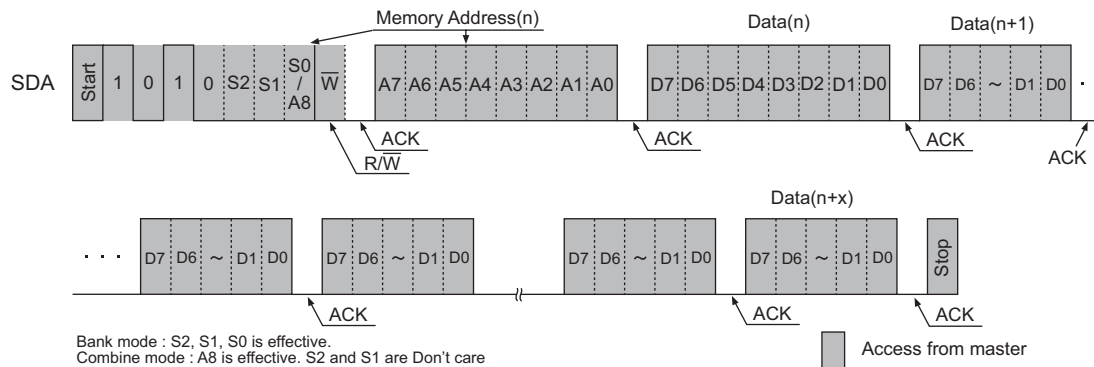 Memory Address(n)
Data(n)
Data(n+1)
SDA
Start 1 0 1 0 S2 S1 S0 / A8 W̅
A7 A6 A5 A4 A3 A2 A1 A0
D7 D6 D5 D4 D3 D2 D1 D0
D7 D6 ~ D1 D0 ·
ACK
ACK
ACK
ACK
R/W̅
Data(n+x)
· · · D7 D6 ~ D1 D0
D7 D6 ~ D1 D0
D7 D6 ~ D1 D0
D7 D6 ~ D1 D0
Stop
ACK
ACK
ACK
Bank mode : S2, S1, S0 is effective.
Combine mode : A8 is effective. S2 and S1 are Don't care
Access from master